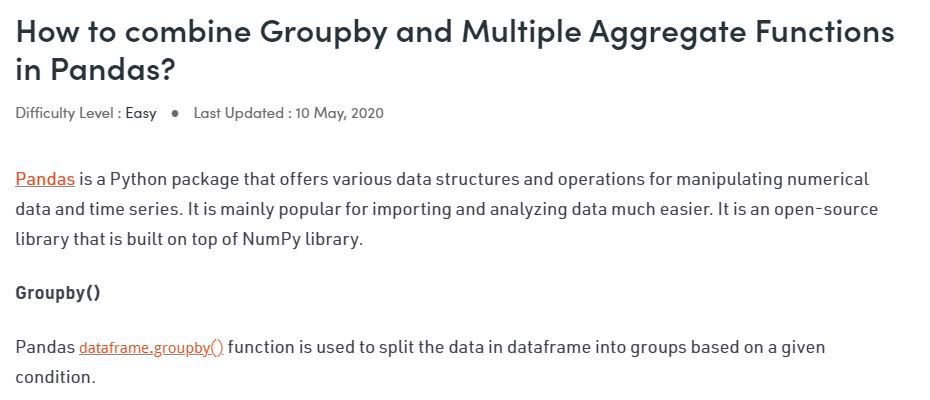 How to combine Groupby and Multiple Aggregate Functions
in Pandas?
Difficulty Level : Easy ● Last Updated : 10 May, 2020
Pandas is a Python package that offers various data structures and operations for manipulating numerical
data and time series. It is mainly popular for importing and analyzing data much easier. It is an open-source
library that is built on top of NumPy library.
Groupby()
Pandas dataframe.groupby() function is used to split the data in dataframe into groups based on a given
condition.